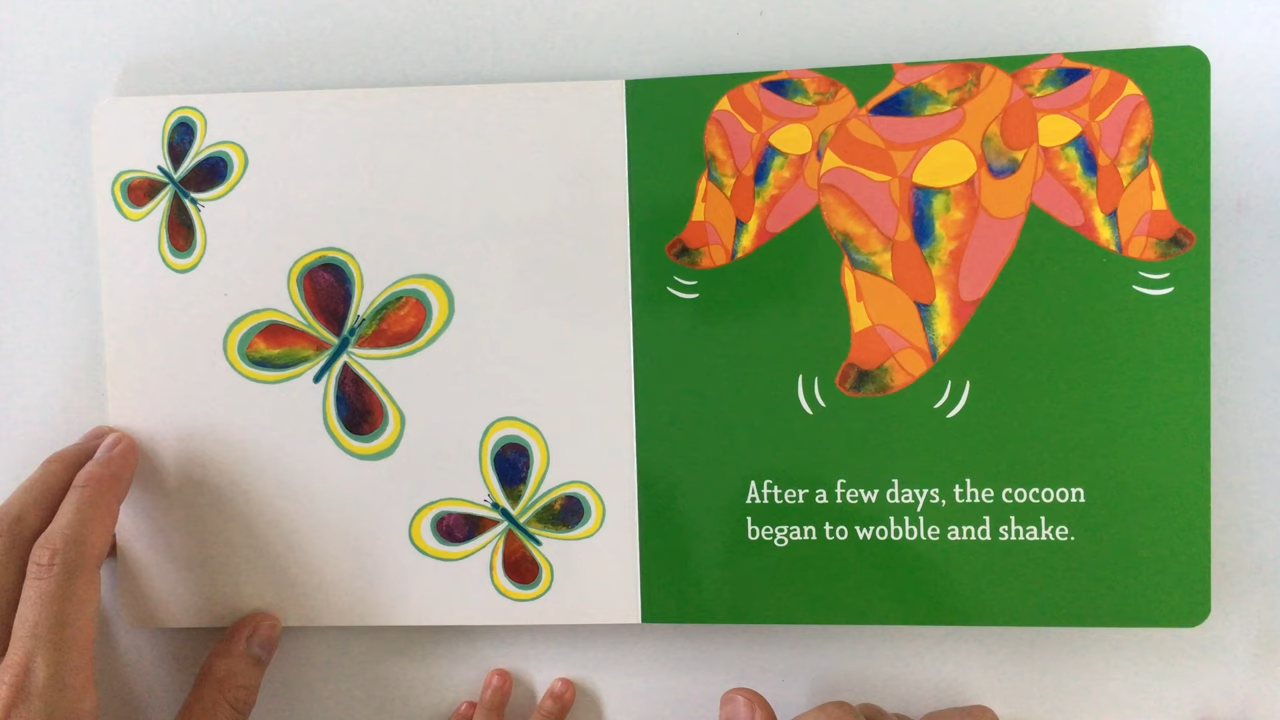 After a few days, the cocoon
began to wobble and shake.